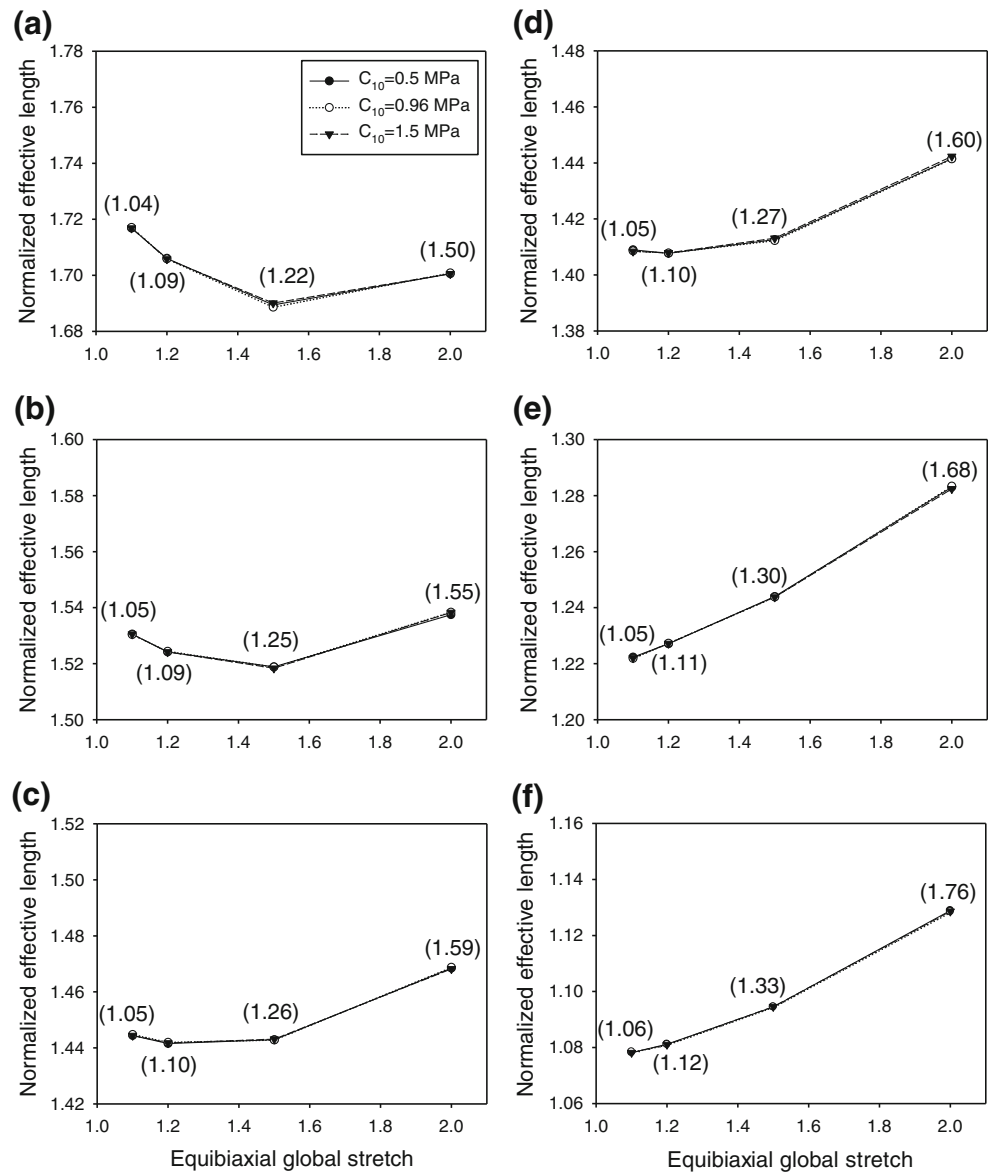 (a)
Normalized effective length
1.78
1.76
1.74
1.72
1.70
1.68
C10=0.5 MPa
C10=0.96 MPa
C10=1.5 MPa
(1.04)
(1.09)
(1.22)
(1.50)
1.0 1.2 1.4 1.6 1.8 2.0
(b)
Normalized effective length
1.60
1.58
1.56
1.54
1.52
1.50
(1.05)
(1.09)
(1.25)
(1.55)
1.0 1.2 1.4 1.6 1.8 2.0
(c)
Normalized effective length
1.52
1.50
1.48
1.46
1.44
1.42
(1.05)
(1.10)
(1.26)
(1.59)
1.0 1.2 1.4 1.6 1.8 2.0
Equibiaxial global stretch
(d)
Normalized effective length
1.48
1.46
1.44
1.42
1.40
1.38
(1.05)
(1.10)
(1.27)
(1.60)
1.0 1.2 1.4 1.6 1.8 2.0
(e)
Normalized effective length
1.30
1.28
1.26
1.24
1.22
1.20
(1.05)
(1.11)
(1.30)
(1.68)
1.0 1.2 1.4 1.6 1.8 2.0
(f)
Normalized effective length
1.16
1.14
1.12
1.10
1.08
1.06
(1.06)
(1.12)
(1.33)
(1.76)
1.0 1.2 1.4 1.6 1.8 2.0
Equibiaxial global stretch